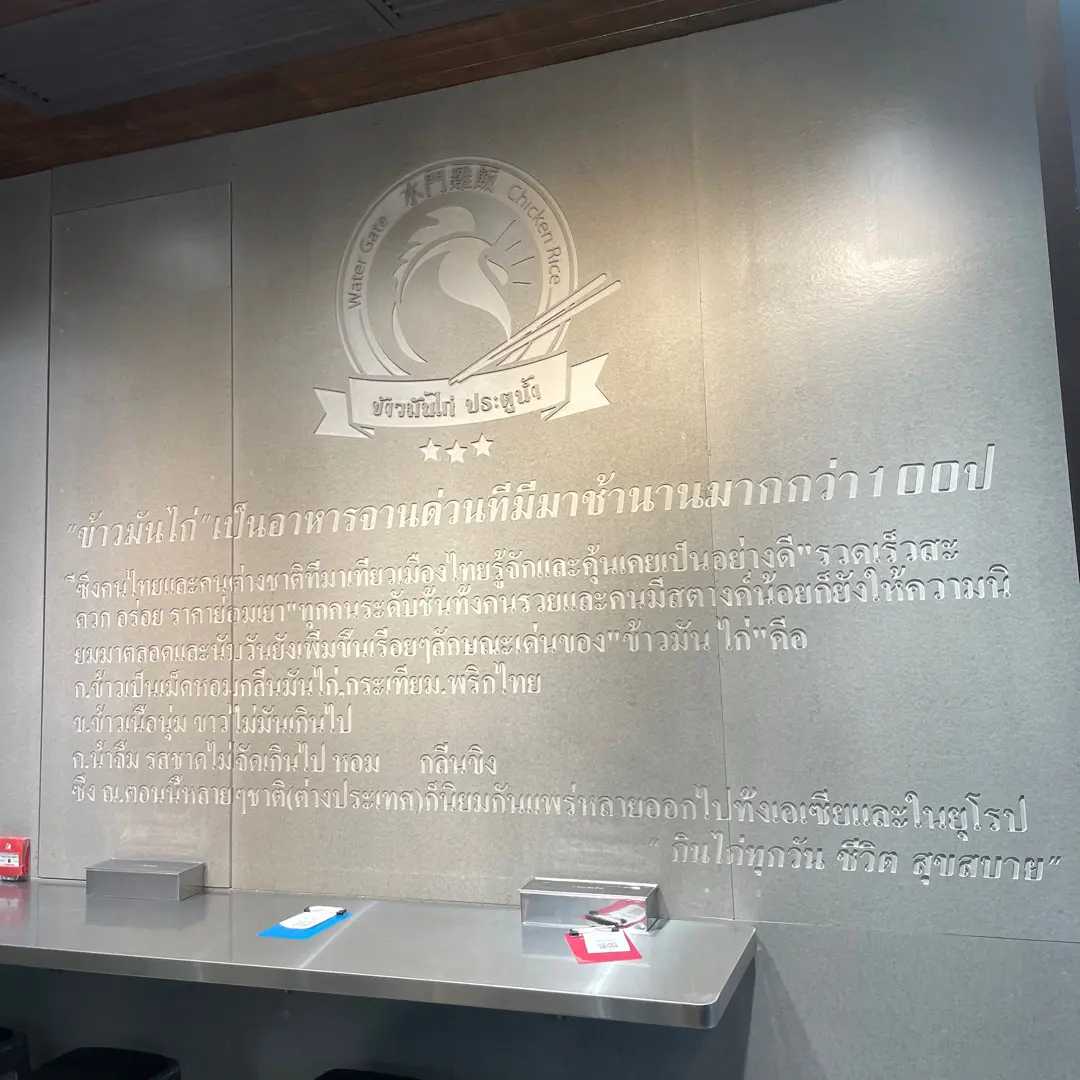 水門雞飯
Water Gate
Chicken Rice
ข้าวมันไก่ ประตูน้ำ
"ข้าวมันไก่"เป็นอาหารจานด่วนที่มีมาช้านานมากกว่า100ปี
ซึ่งคนไทยและคนต่างชาติที่มาเที่ยวเมืองไทยรู้จักและคุ้นเคยเป็นอย่างดี"รวดเร็วสะ
ดวก อร่อย ราคาย่อมเยา"ทุกคนระดับชั้นทั้งคนรวยและคนมีสตางค์น้อยก็ยังให้ความนิ
ยมมาตลอดและนับวันยังเพิ่มขึ้นเรื่อยๆลักษณะเด่นของ"ข้าวมัน ไก่"คือ
ก.ข้าวเป็นเม็ดหอมกลิ่นมันไก่.กระเทียม.พริกไทย
ข.ข้าวเนื้อนุ่ม ขาวไม่มันเกินไป
ค.น้ำจิ้ม รสชาดไม่จัดเกินไป หอม กลิ่นขิง
ซึ่ง ณ.ตอนนี้หลายๆชาติ(ต่างประเทศ)ก็นิยมกันแพร่หลายออกไปทั้งเอเซียและในยุโรป
" กินไก่ทุกวัน ชีวิต สุขสบาย"